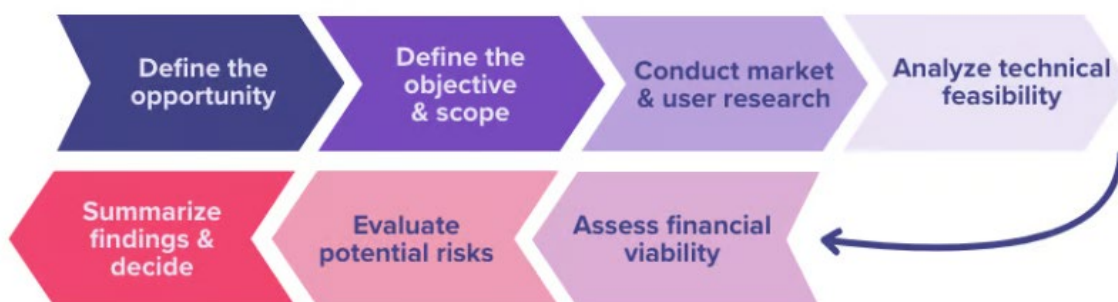 Define the
opportunity
Define the
objective
& scope
Conduct market
& user research
Analyze technical
feasibility
Assess financial
viability
Evaluate
potential risks
Summarize
findings &
decide